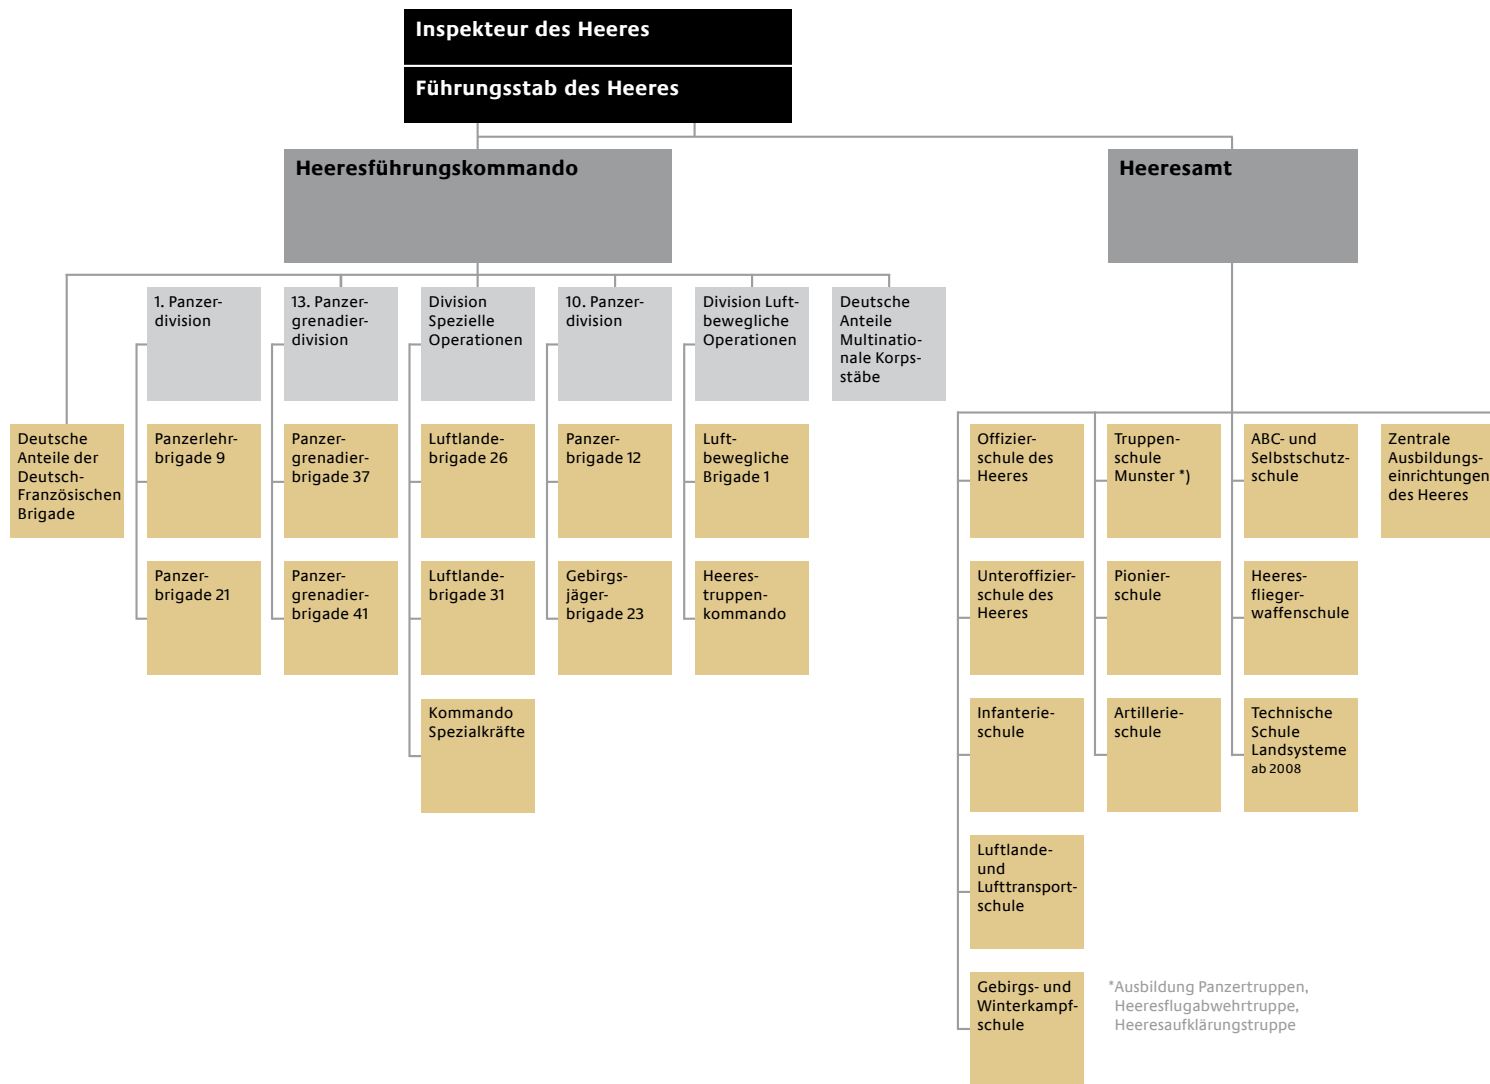 Inspekteur des Heeres
Führungsstab des Heeres
Heeresführungskommando
Heeresamt
1. Panzer-
division
13. Panzer-
grenadier-
division
Division
Spezielle
Operationen
10. Panzer-
division
Division Luft-
bewegliche
Operationen
Deutsche
Anteile
Multinatio-
nale Korps-
stäbe
Deutsche
Anteile der
Deutsch-
Französischen
Brigade
Panzerlehr-
brigade 9
Panzer-
grenadier-
brigade 37
Luftlande-
brigade 26
Panzer-
brigade 12
Luft-
bewegliche
Brigade 1
Offizier-
schule des
Heeres
Truppen-
schule
Munster *)
ABC- und
Selbstschutz-
schule
Zentrale
Ausbildungs-
einrichtungen
des Heeres
Panzer-
brigade 21
Panzer-
grenadier-
brigade 41
Luftlande-
brigade 31
Gebirgs-
jäger-
brigade 23
Heeres-
truppen-
kommando
Unteroffizier-
schule des
Heeres
Pionier-
schule
Heeres-
flieger-
waffenschule
Kommando
Spezialkräfte
Infanterie-
schule
Artillerie-
schule
Technische
Schule
Landsysteme
ab 2008
Luftlande-
und
Lufttransport-
schule
Gebirgs- und
Winterkampf-
schule
*Ausbildung Panzertruppen,
Heeresflugabwehrtruppe,
Heeresaufklärungstruppe